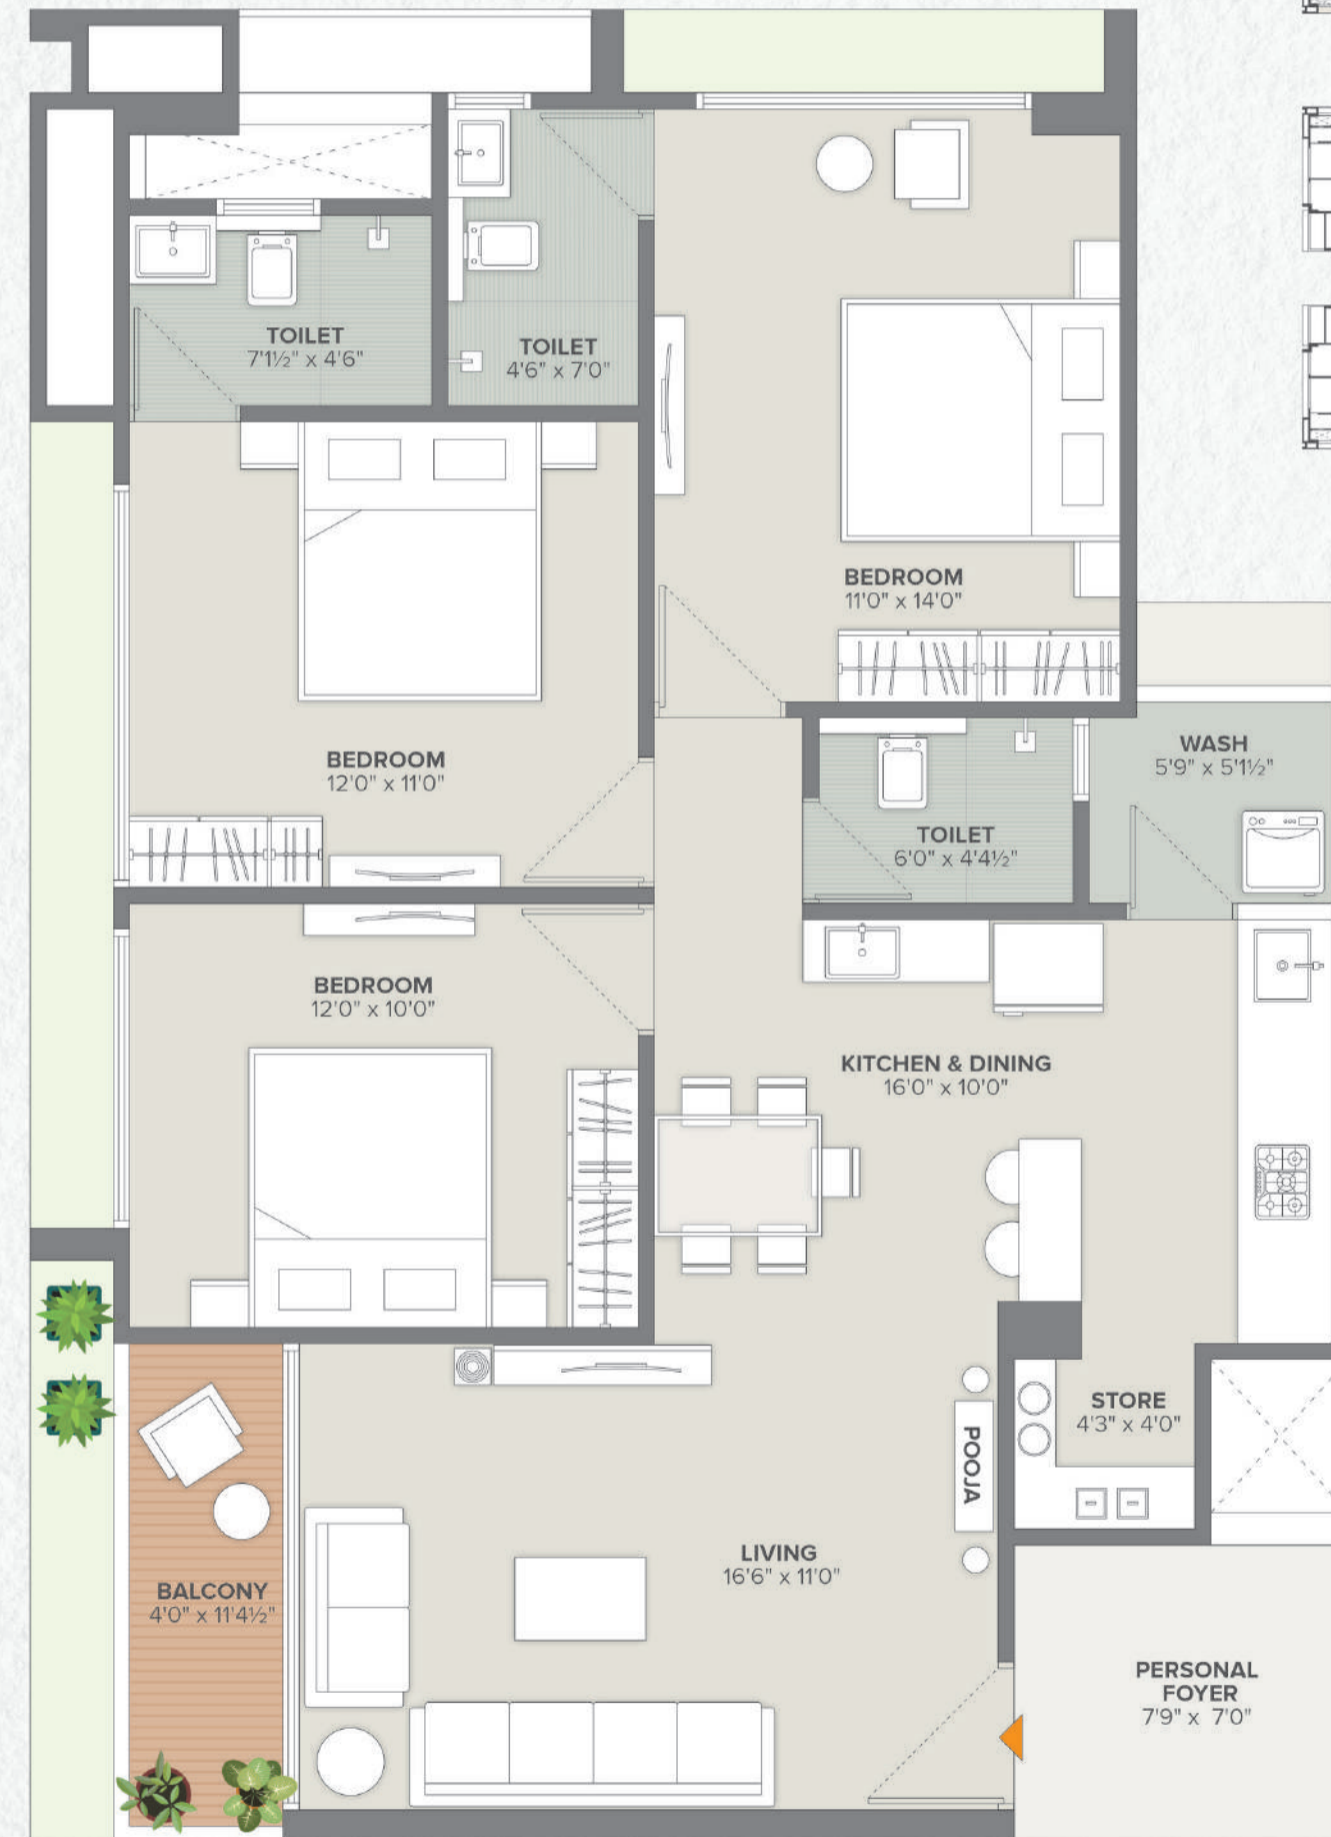 TOILET
7'1½" x 4'6"
TOILET
4'6" x 7'0"
BEDROOM
11'0" x 14'0"
BEDROOM
12'0" x 11'0"
WASH
5'9" x 5'1½"
TOILET
6'0" x 4'4½"
BEDROOM
12'0" x 10'0"
KITCHEN & DINING
16'0" x 10'0"
STORE
4'3" x 4'0"
POOJA
LIVING
16'6" x 11'0"
BALCONY
4'0" x 11'4½"
PERSONAL
FOYER
7'9" x 7'0"